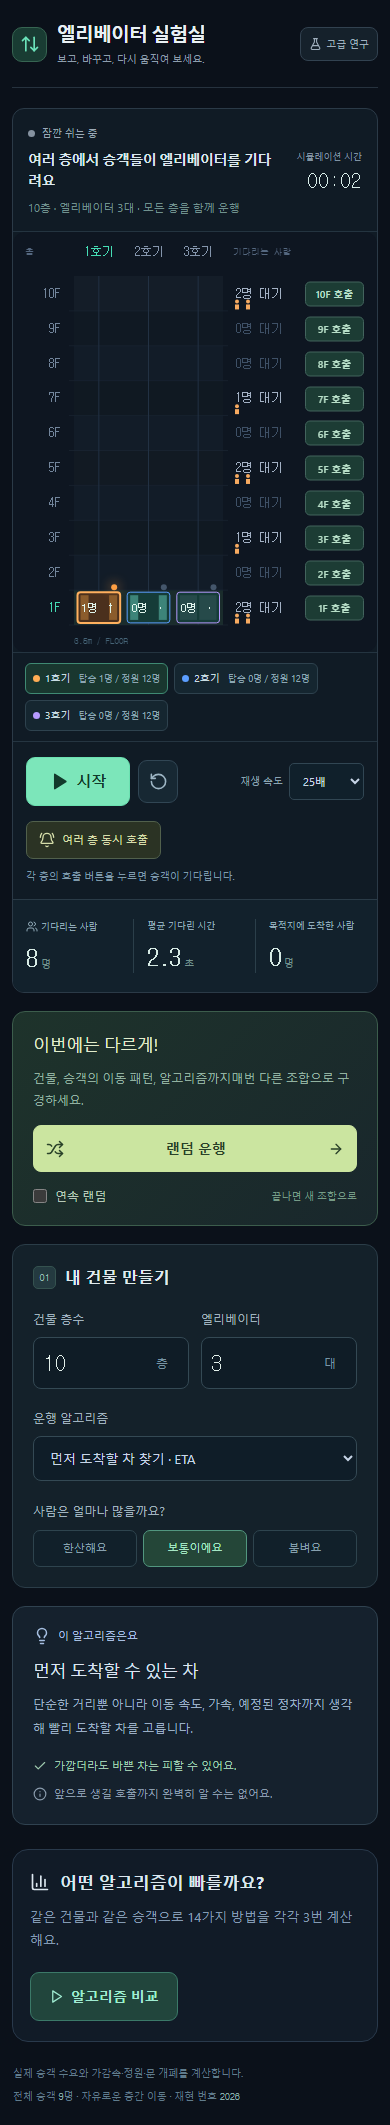 엘리베이터 실험실
보고, 바꾸고, 다시 움직여 보세요.
고급 연구
잠깐 쉬는 중
여러 층에서 승객들이 엘리베이터를 기다
려요
시뮬레이션 시간
00:02
10층 · 엘리베이터 3대 · 모든 층을 함께 운행
층 1호기 2호기 3호기 기다리는 사람
10F 2명 대기 10F 호출
9F 0명 대기 9F 호출
8F 0명 대기 8F 호출
7F 1명 대기 7F 호출
6F 0명 대기 6F 호출
5F 2명 대기 5F 호출
4F 0명 대기 4F 호출
3F 1명 대기 3F 호출
2F 0명 대기 2F 호출
1F 1명 ↑ 0명 · 0명 · 2명 대기 1F 호출
3.6m / FLOOR
1호기 탑승 1명 / 정원 12명
2호기 탑승 0명 / 정원 12명
3호기 탑승 0명 / 정원 12명
시작
재생 속도 25배
여러 층 동시 호출
각 층의 호출 버튼을 누르면 승객이 기다립니다.
기다리는 사람 평균 기다린 시간 목적지에 도착한 사람
8 명 2.3 초 0 명
이번에는 다르게!
건물, 승객의 이동 패턴, 알고리즘까지매번 다른 조합으로 구
경하세요.
랜덤 운행
연속 랜덤 끝나면 새 조합으로
01 내 건물 만들기
건물 층수 엘리베이터
10 층 3 대
운행 알고리즘
먼저 도착할 차 찾기 · ETA
사람은 얼마나 많을까요?
한산해요 보통이에요 붐벼요
이 알고리즘은요
먼저 도착할 수 있는 차
단순한 거리뿐 아니라 이동 속도, 가속, 예정된 정차까지 생각
해 빨리 도착할 차를 고릅니다.
가깝더라도 바쁜 차는 피할 수 있어요.
앞으로 생길 호출까지 완벽히 알 수는 없어요.
어떤 알고리즘이 빠를까요?
같은 건물과 같은 승객으로 14가지 방법을 각각 3번 계산
해요.
알고리즘 비교
실제 승객 수요와 가감속·정원·문 개폐를 계산합니다.
전체 승객 9명 · 자유로운 층간 이동 · 재현 번호 2026